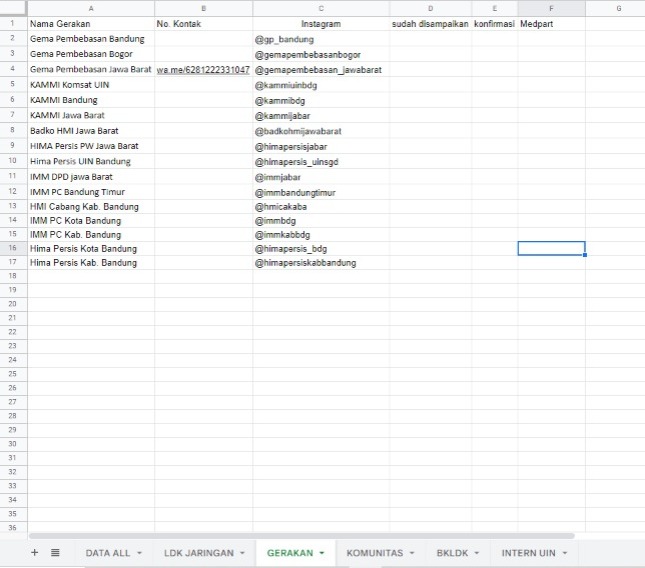 A B C D E F G
1 Nama Gerakan No. Kontak Instagram sudah disampaikan konfirmasi Medpart
2 Gema Pembebasan Bandung @gp_bandung
3 Gema Pembebasan Bogor @gemapembebasanbogor
4 Gema Pembebasan Jawa Barat wa.me/6281222331047 @gemapembebasan_jawabarat
5 KAMMI Komsat UIN @kammiuinbdg
6 KAMMI Bandung @kammibdg
7 KAMMI Jawa Barat @kammijabar
8 Badko HMI Jawa Barat @badkohmijawabarat
9 HIMA Persis PW Jawa Barat @himapersisjabar
10 Hima Persis UIN Bandung @himapersis_uinsgd
11 IMM DPD jawa Barat @immjabar
12 IMM PC Bandung Timur @immbandungtimur
13 HMI Cabang Kab. Bandung @hmicakaba
14 IMM PC Kota Bandung @immbdg
15 IMM PC Kab. Bandung @immkabbdg
16 Hima Persis Kota Bandung @himapersis_bdg
17 Hima Persis Kab. Bandung @himapersiskabbandung
18
19
20
21
22
23
24
25
26
27
28
29
30
31
32
33
34
35
36
DATA ALL LDK JARINGAN GERAKAN KOMUNITAS BKLDK INTERN UIN